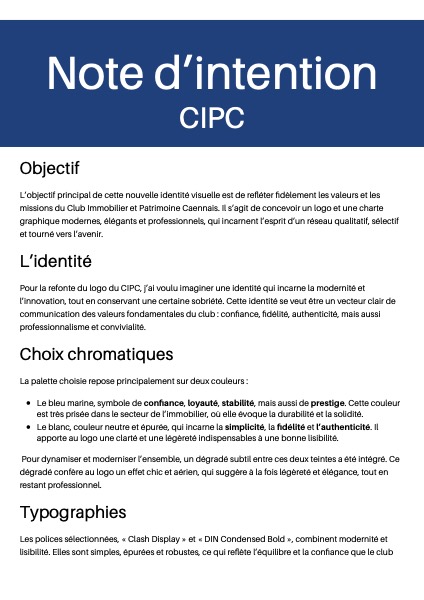 Note d’intention
CIPC
Objectif
L’objectif principal de cette nouvelle identité visuelle est de refléter fidèlement les valeurs et les
missions du Club Immobilier et Patrimoine Caennais. Il s’agit de concevoir un logo et une charte
graphique modernes, élégants et professionnels, qui incarnent l’esprit d’un réseau qualitatif, sélectif
et tourné vers l’avenir.
L’identité
Pour la refonte du logo du CIPC, j’ai voulu imaginer une identité qui incarne la modernité et
l’innovation, tout en conservant une certaine sobriété. Cette identité se veut être un vecteur clair de
communication des valeurs fondamentales du club : confiance, fidélité, authenticité, mais aussi
professionnalisme et convivialité.
Choix chromatiques
La palette choisie repose principalement sur deux couleurs :
• Le bleu marine, symbole de confiance, loyauté, stabilité, mais aussi de prestige. Cette couleur
est très prisée dans le secteur de l’immobilier, où elle évoque la durabilité et la solidité.
• Le blanc, couleur neutre et épurée, qui incarne la simplicité, la fidélité et l’authenticité. Il
apporte au logo une clarté et une légèreté indispensables à une bonne lisibilité.
Pour dynamiser et moderniser l’ensemble, un dégradé subtil entre ces deux teintes a été intégré. Ce
dégradé confère au logo un effet chic et aérien, qui suggère à la fois légèreté et élégance, tout en
restant professionnel.
Typographies
Les polices sélectionnées, « Clash Display » et « DIN Condensed Bold », combinent modernité et
lisibilité. Elles sont simples, épurées et robustes, ce qui reflète l’équilibre et la confiance que le club